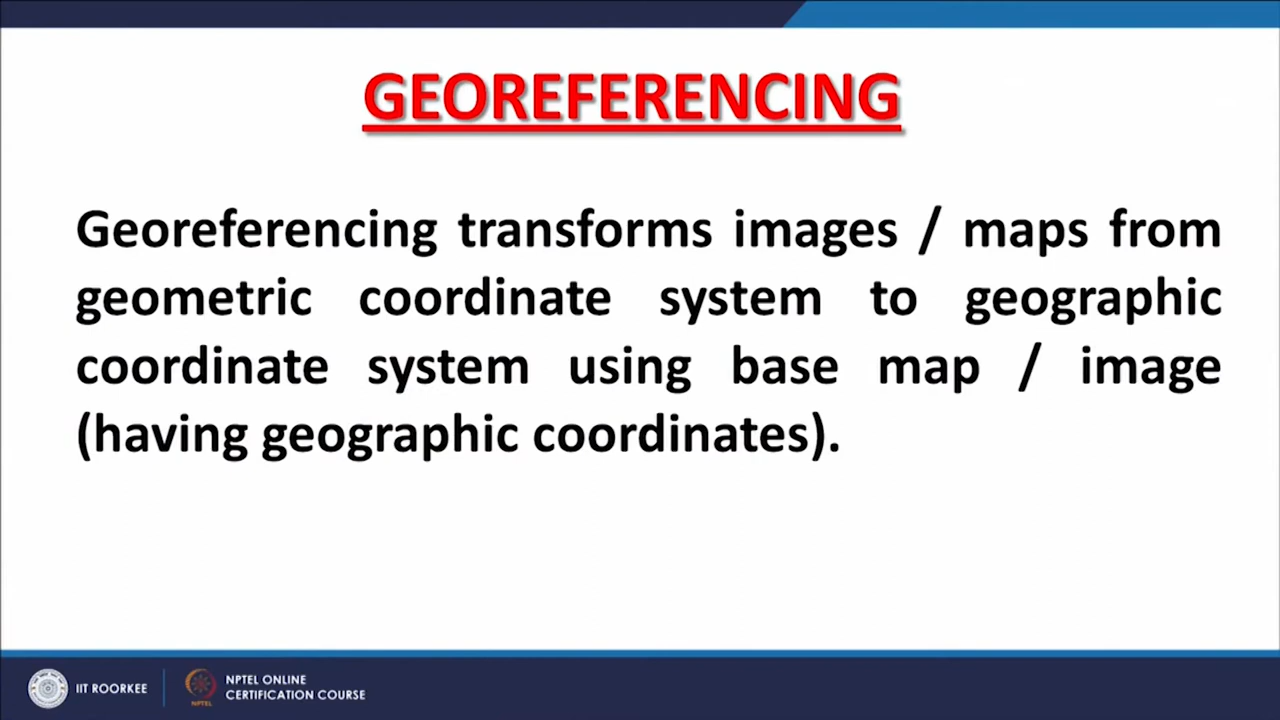 GEOREFERENCING
Georeferencing transforms images / maps from
geometric coordinate system to geographic
coordinate system using base map / image
(having geographic coordinates).
IIT ROORKEE
NPTEL
NPTEL ONLINE
CERTIFICATION COURSE